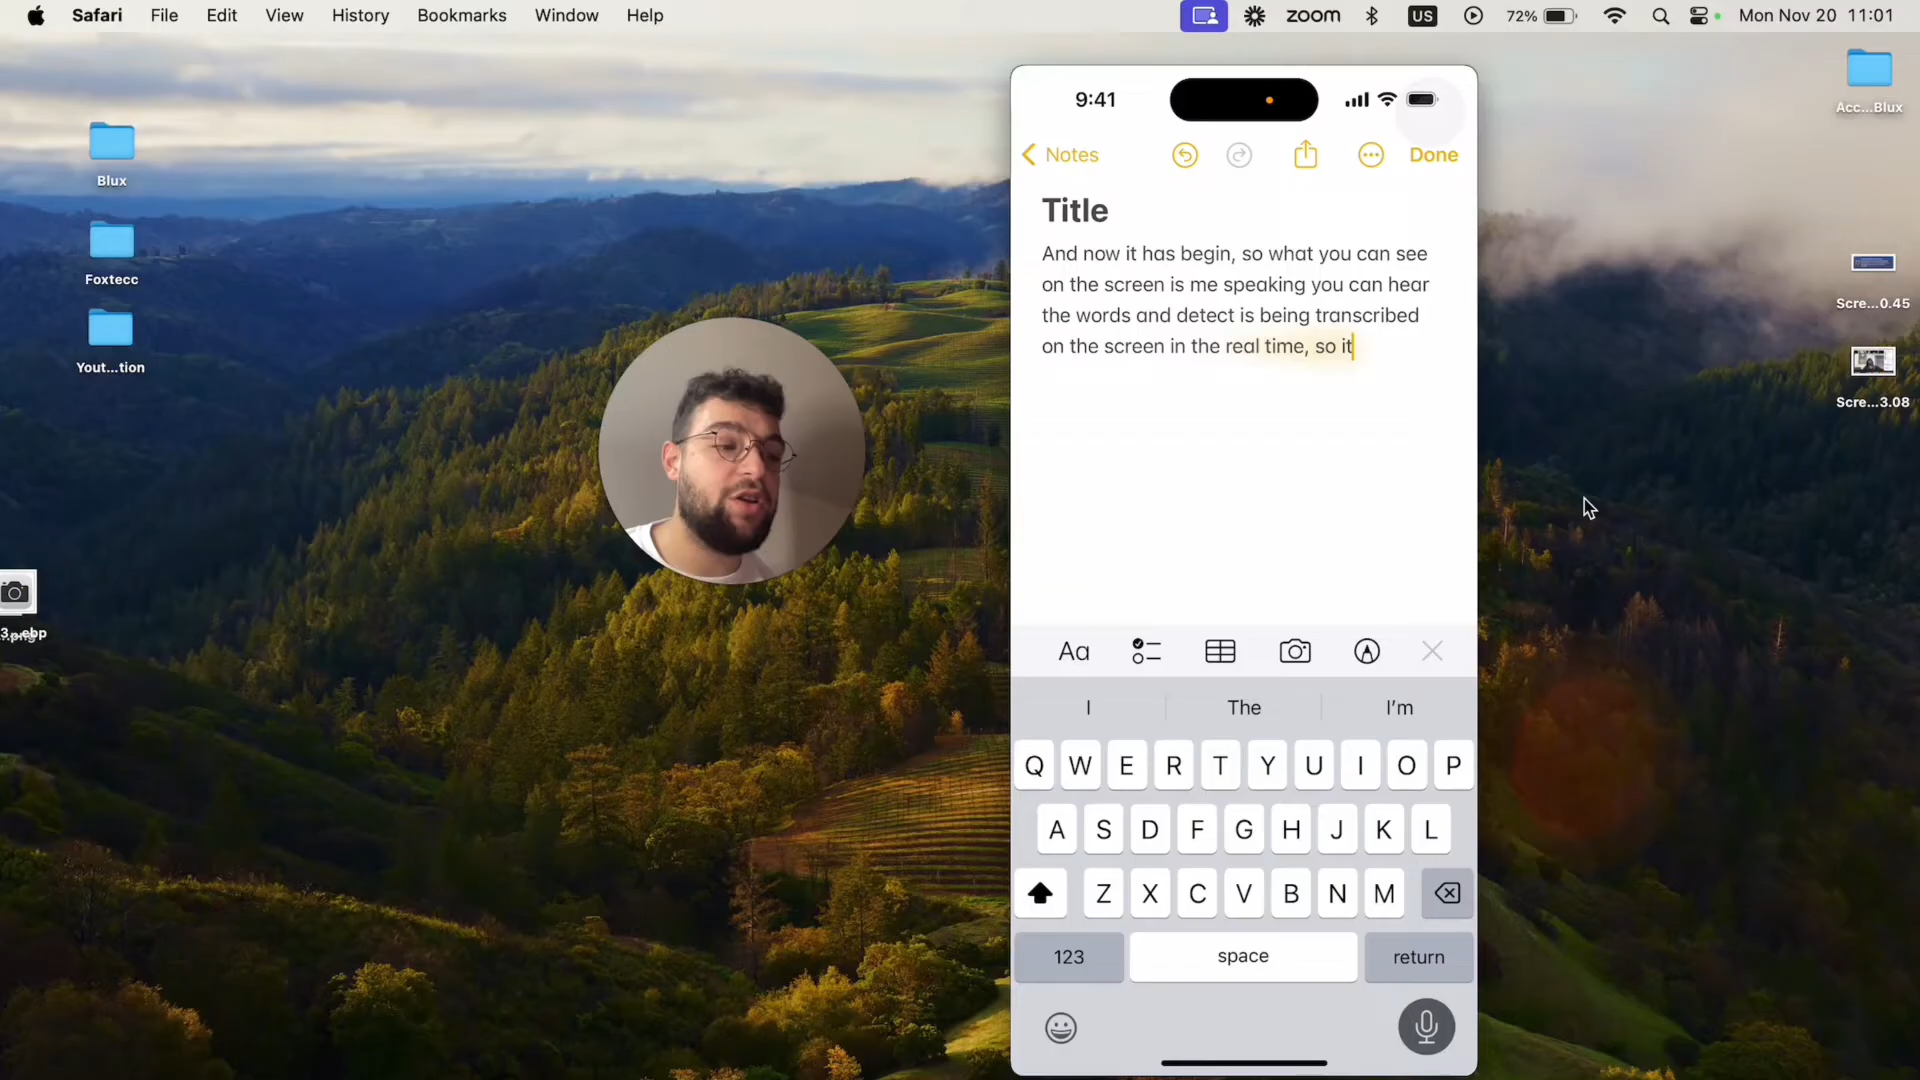 Safari File Edit View History Bookmarks Window Help zoom US 72% Mon Nov 20 11:01
Blux
Foxtecc
Yout...tion
Acc...Blux
Scre...0.45
Scre...3.08
9:41
Notes Done
Title
And now it has begin, so what you can see
on the screen is me speaking you can hear
the words and detect is being transcribed
on the screen in the real time, so it
Aa
I The I'm
Q W E R T Y U I O P
A S D F G H J K L
Z X C V B N M
123 space return